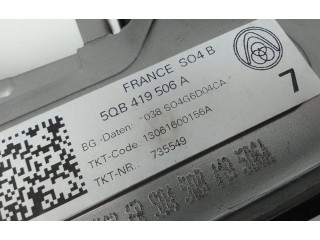 FRANCE SO4 B
5QB 419 506 A
BG-Daten "038 SO4G6D04CA"
TKT-Code. 13061600156A
TKT-NR. 735549
7